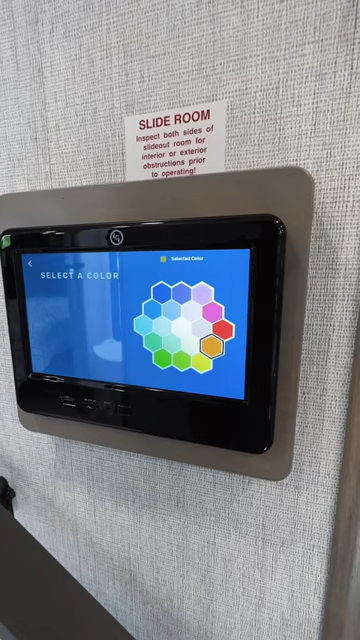 SLIDE ROOM
Inspect both sides of
slideout room for
interior or exterior
obstructions prior
to operating!
Selected Color
SELECT A COLOR